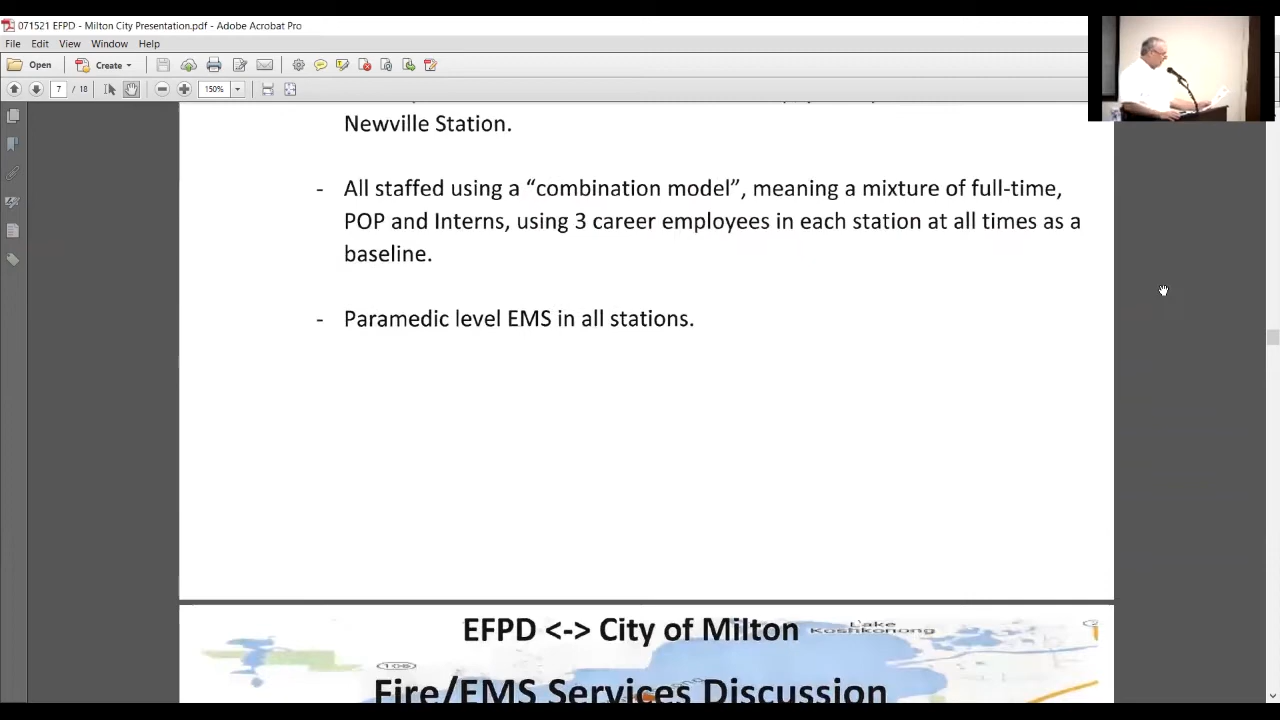 071521 EFPD - Milton City Presentation.pdf - Adobe Acrobat Pro
File Edit View Window Help
Open Create
7 / 18 150%
Newville Station.
- All staffed using a “combination model”, meaning a mixture of full-time,
POP and Interns, using 3 career employees in each station at all times as a
baseline.
- Paramedic level EMS in all stations.
EFPD <-> City of Milton
Lake
Koshkonong
106
Fire/EMS Services Discussion